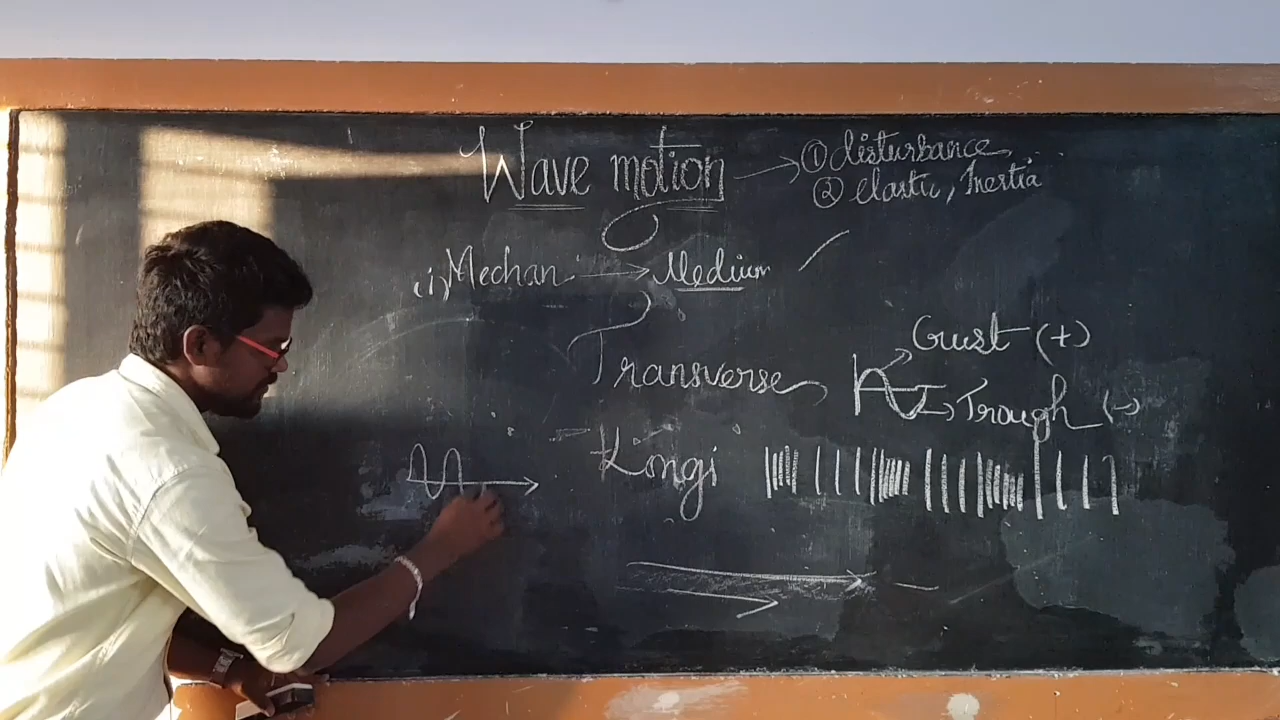 Wave motion → ① disturbance,
② elastic, Inertia
(i) Mechan → Medium
Transverse
Crust (+)
Trough (-)
Longi